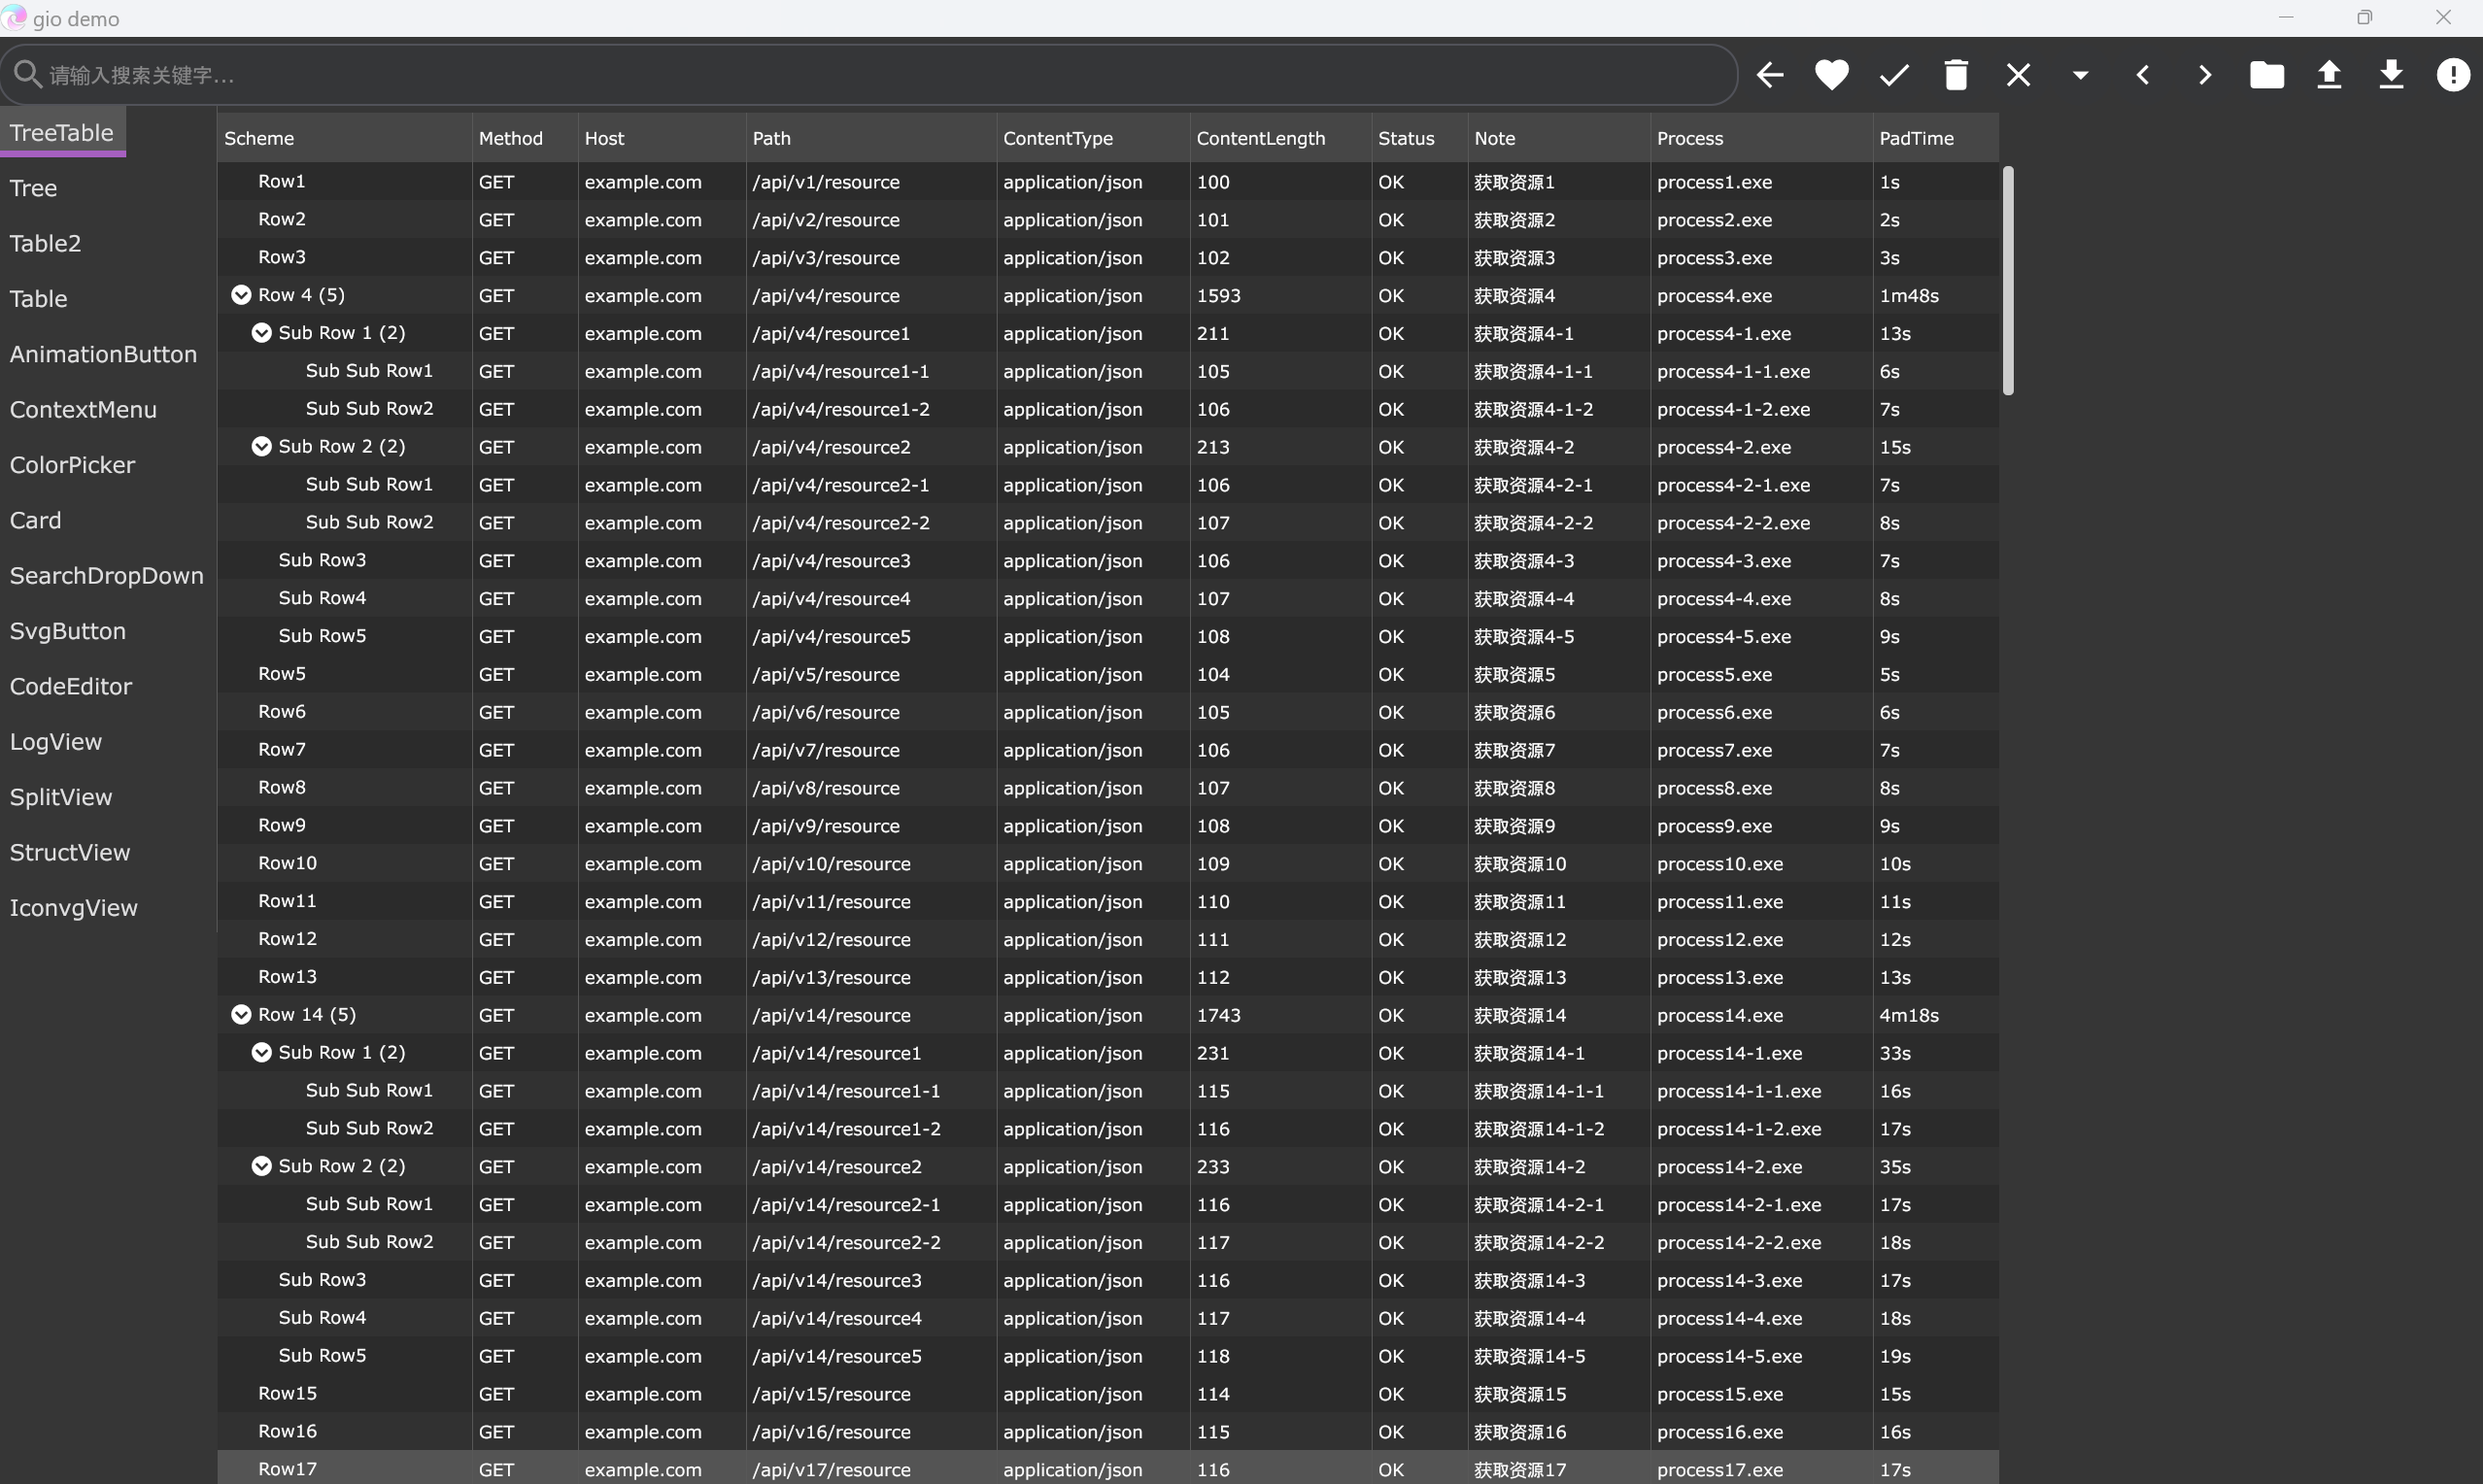 gio demo
请输入搜索关键字...
TreeTable
Tree
Table2
Table
AnimationButton
ContextMenu
ColorPicker
Card
SearchDropDown
SvgButton
CodeEditor
LogView
SplitView
StructView
IconvgView
Scheme Method Host Path ContentType ContentLength Status Note Process PadTime
Row1 GET example.com /api/v1/resource application/json 100 OK 获取资源1 process1.exe 1s
Row2 GET example.com /api/v2/resource application/json 101 OK 获取资源2 process2.exe 2s
Row3 GET example.com /api/v3/resource application/json 102 OK 获取资源3 process3.exe 3s
Row 4 (5) GET example.com /api/v4/resource application/json 1593 OK 获取资源4 process4.exe 1m48s
Sub Row 1 (2) GET example.com /api/v4/resource1 application/json 211 OK 获取资源4-1 process4-1.exe 13s
Sub Sub Row1 GET example.com /api/v4/resource1-1 application/json 105 OK 获取资源4-1-1 process4-1-1.exe 6s
Sub Sub Row2 GET example.com /api/v4/resource1-2 application/json 106 OK 获取资源4-1-2 process4-1-2.exe 7s
Sub Row 2 (2) GET example.com /api/v4/resource2 application/json 213 OK 获取资源4-2 process4-2.exe 15s
Sub Sub Row1 GET example.com /api/v4/resource2-1 application/json 106 OK 获取资源4-2-1 process4-2-1.exe 7s
Sub Sub Row2 GET example.com /api/v4/resource2-2 application/json 107 OK 获取资源4-2-2 process4-2-2.exe 8s
Sub Row3 GET example.com /api/v4/resource3 application/json 106 OK 获取资源4-3 process4-3.exe 7s
Sub Row4 GET example.com /api/v4/resource4 application/json 107 OK 获取资源4-4 process4-4.exe 8s
Sub Row5 GET example.com /api/v4/resource5 application/json 108 OK 获取资源4-5 process4-5.exe 9s
Row5 GET example.com /api/v5/resource application/json 104 OK 获取资源5 process5.exe 5s
Row6 GET example.com /api/v6/resource application/json 105 OK 获取资源6 process6.exe 6s
Row7 GET example.com /api/v7/resource application/json 106 OK 获取资源7 process7.exe 7s
Row8 GET example.com /api/v8/resource application/json 107 OK 获取资源8 process8.exe 8s
Row9 GET example.com /api/v9/resource application/json 108 OK 获取资源9 process9.exe 9s
Row10 GET example.com /api/v10/resource application/json 109 OK 获取资源10 process10.exe 10s
Row11 GET example.com /api/v11/resource application/json 110 OK 获取资源11 process11.exe 11s
Row12 GET example.com /api/v12/resource application/json 111 OK 获取资源12 process12.exe 12s
Row13 GET example.com /api/v13/resource application/json 112 OK 获取资源13 process13.exe 13s
Row 14 (5) GET example.com /api/v14/resource application/json 1743 OK 获取资源14 process14.exe 4m18s
Sub Row 1 (2) GET example.com /api/v14/resource1 application/json 231 OK 获取资源14-1 process14-1.exe 33s
Sub Sub Row1 GET example.com /api/v14/resource1-1 application/json 115 OK 获取资源14-1-1 process14-1-1.exe 16s
Sub Sub Row2 GET example.com /api/v14/resource1-2 application/json 116 OK 获取资源14-1-2 process14-1-2.exe 17s
Sub Row 2 (2) GET example.com /api/v14/resource2 application/json 233 OK 获取资源14-2 process14-2.exe 35s
Sub Sub Row1 GET example.com /api/v14/resource2-1 application/json 116 OK 获取资源14-2-1 process14-2-1.exe 17s
Sub Sub Row2 GET example.com /api/v14/resource2-2 application/json 117 OK 获取资源14-2-2 process14-2-2.exe 18s
Sub Row3 GET example.com /api/v14/resource3 application/json 116 OK 获取资源14-3 process14-3.exe 17s
Sub Row4 GET example.com /api/v14/resource4 application/json 117 OK 获取资源14-4 process14-4.exe 18s
Sub Row5 GET example.com /api/v14/resource5 application/json 118 OK 获取资源14-5 process14-5.exe 19s
Row15 GET example.com /api/v15/resource application/json 114 OK 获取资源15 process15.exe 15s
Row16 GET example.com /api/v16/resource application/json 115 OK 获取资源16 process16.exe 16s
Row17 GET example.com /api/v17/resource application/json 116 OK 获取资源17 process17.exe 17s